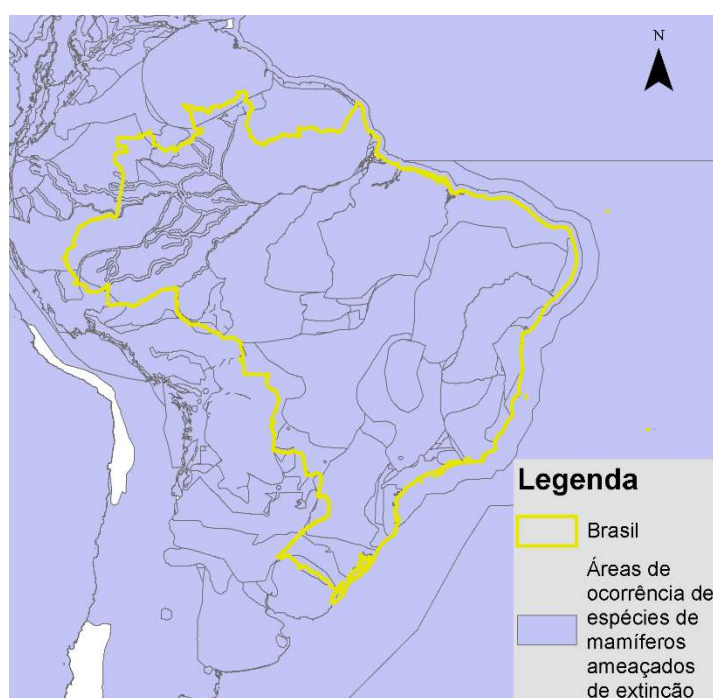 N
Legenda
Brasil
Áreas de
ocorrência de
espécies de
mamíferos
ameaçados
de extinção